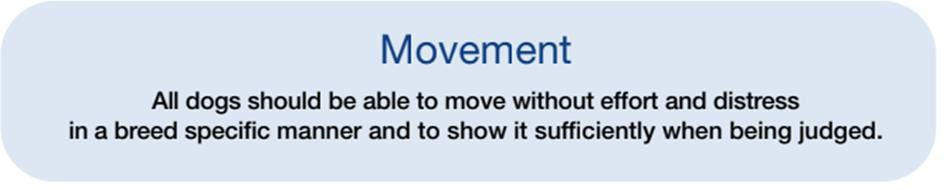 Movement
All dogs should be able to move without effort and distress
in a breed specific manner and to show it sufficiently when being judged.